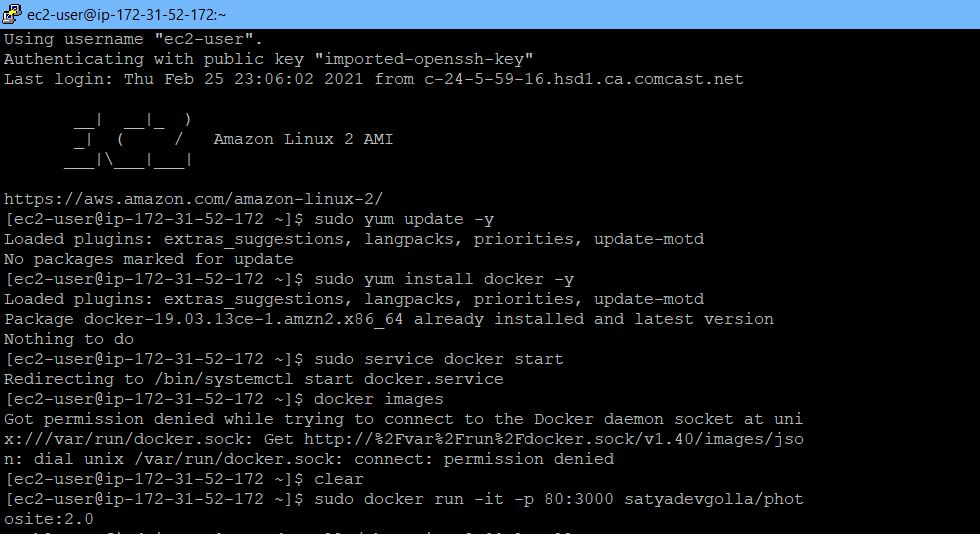 ec2-user@ip-172-31-52-172:~
Using username "ec2-user".
Authenticating with public key "imported-openssh-key"
Last login: Thu Feb 25 23:06:02 2021 from c-24-5-59-16.hsd1.ca.comcast.net
       __|  __|_  )
       _|  (     /   Amazon Linux 2 AMI
      ___|\___|___|
https://aws.amazon.com/amazon-linux-2/
[ec2-user@ip-172-31-52-172 ~]$ sudo yum update -y
Loaded plugins: extras_suggestions, langpacks, priorities, update-motd
No packages marked for update
[ec2-user@ip-172-31-52-172 ~]$ sudo yum install docker -y
Loaded plugins: extras_suggestions, langpacks, priorities, update-motd
Package docker-19.03.13ce-1.amzn2.x86_64 already installed and latest version
Nothing to do
[ec2-user@ip-172-31-52-172 ~]$ sudo service docker start
Redirecting to /bin/systemctl start docker.service
[ec2-user@ip-172-31-52-172 ~]$ docker images
Got permission denied while trying to connect to the Docker daemon socket at uni
x:///var/run/docker.sock: Get http://%2Fvar%2Frun%2Fdocker.sock/v1.40/images/jso
n: dial unix /var/run/docker.sock: connect: permission denied
[ec2-user@ip-172-31-52-172 ~]$ clear
[ec2-user@ip-172-31-52-172 ~]$ sudo docker run -it -p 80:3000 satyadevgolla/phot
osite:2.0